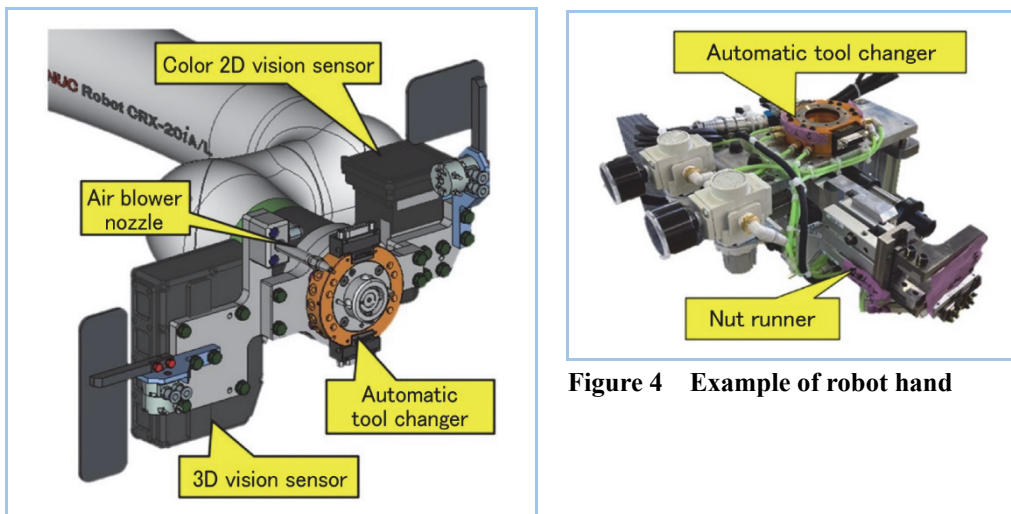 Color 2D vision sensor
NUC Robot CRX-20iA/L
Air blower
nozzle
Automatic
tool changer
3D vision sensor
Automatic tool changer
Nut runner
Figure 4 Example of robot hand